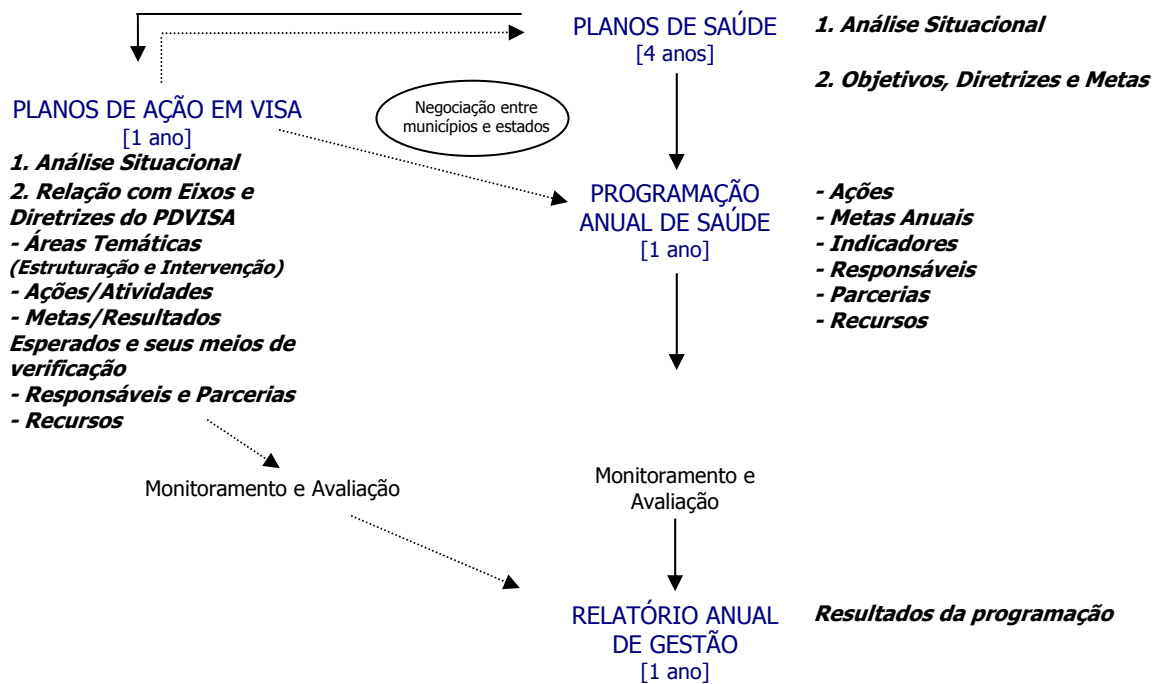 PLANOS DE SAÚDE
[4 anos]
1. Análise Situacional
2. Objetivos, Diretrizes e Metas
PLANOS DE AÇÃO EM VISA
[1 ano]
1. Análise Situacional
2. Relação com Eixos e
Diretrizes do PDVISA
- Áreas Temáticas
(Estruturação e Intervenção)
- Ações/Atividades
- Metas/Resultados
Esperados e seus meios de
verificação
- Responsáveis e Parcerias
- Recursos
Negociação entre
municípios e estados
PROGRAMAÇÃO
ANUAL DE SAÚDE
[1 ano]
- Ações
- Metas Anuais
- Indicadores
- Responsáveis
- Parcerias
- Recursos
Monitoramento e Avaliação
Monitoramento e
Avaliação
RELATÓRIO ANUAL
DE GESTÃO
[1 ano]
Resultados da programação